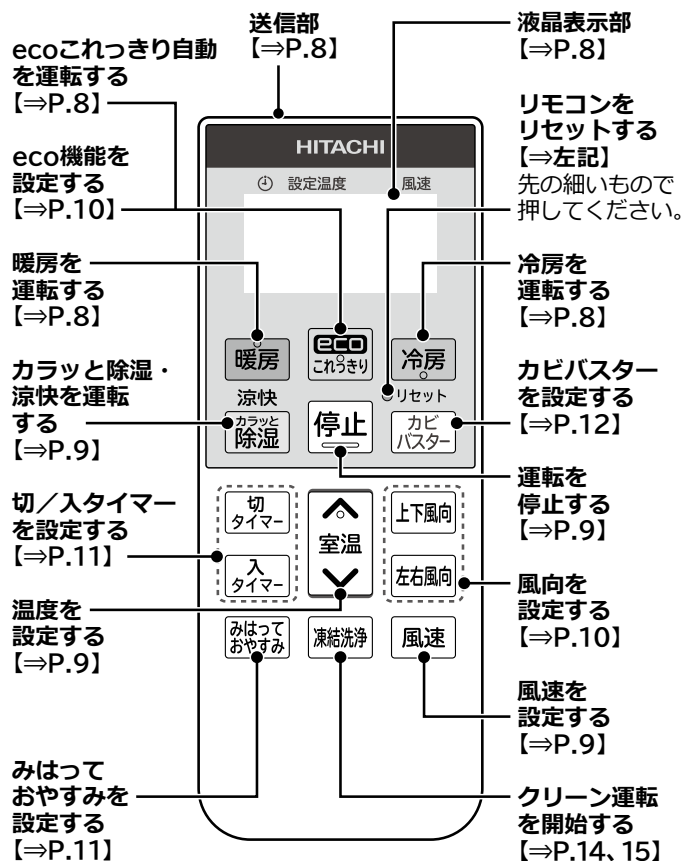 送信部
【⇒P.8】
液晶表示部
【⇒P.8】
ecoこれっきり自動
を運転する
【⇒P.8】
リモコンを
リセットする
【⇒左記】
先の細いもので
押してください。
eco機能を
設定する
【⇒P.10】
暖房を
運転する
【⇒P.8】
冷房を
運転する
【⇒P.8】
カラッと除湿・
涼快を運転
する
【⇒P.9】
カビバスター
を設定する
【⇒P.12】
切／入タイマー
を設定する
【⇒P.11】
運転を
停止する
【⇒P.9】
温度を
設定する
【⇒P.9】
風向を
設定する
【⇒P.10】
風速を
設定する
【⇒P.9】
みはって
おやすみを
設定する
【⇒P.11】
クリーン運転
を開始する
【⇒P.14、15】
HITACHI
設定温度 風速
暖房
eco
これっきり
冷房
涼快
リセット
カラッと
除湿
停止
カビ
バスター
切
タイマー
室温
上下風向
入
タイマー
左右風向
みはって
おやすみ
凍結洗浄
風速